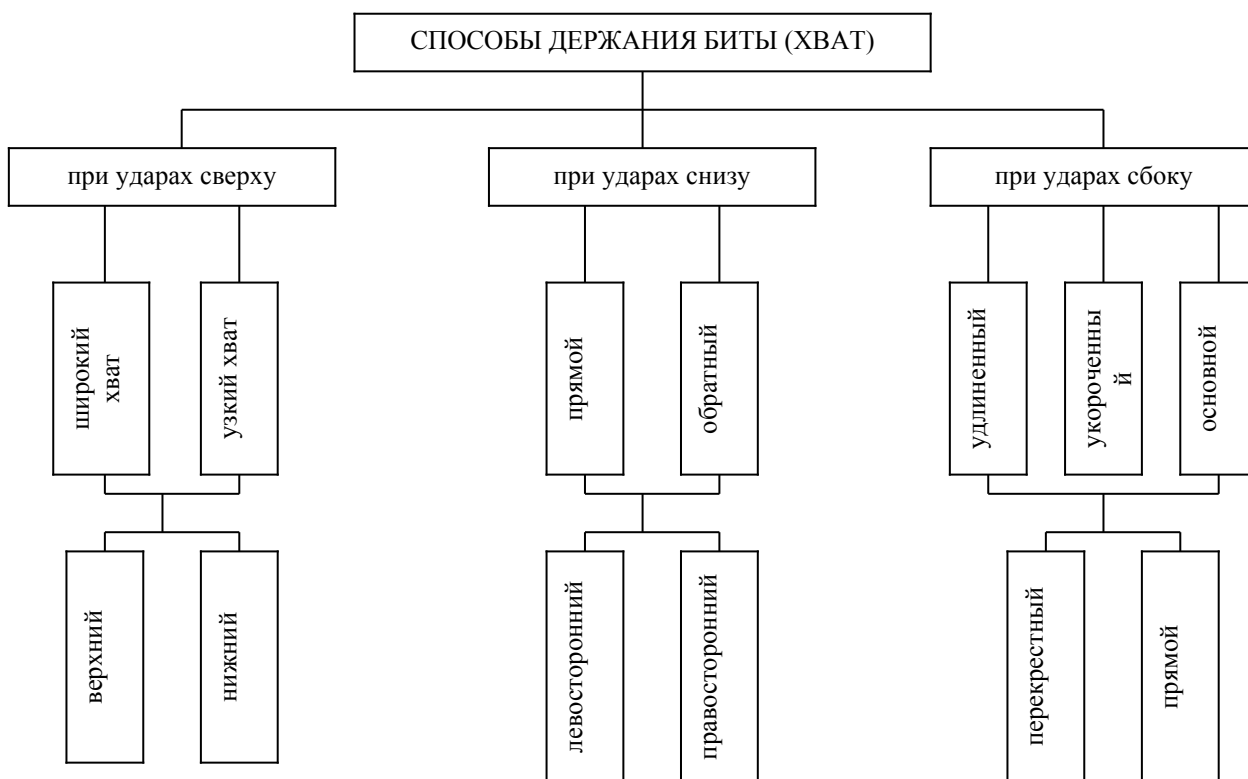 СПОСОБЫ ДЕРЖАНИЯ БИТЫ (ХВАТ)
при ударах сверху
при ударах снизу
при ударах сбоку
широкий
хват
узкий хват
прямой
обратный
удлиненный
укороченны
й
основной
верхний
нижний
левосторонний
правосторонний
перекрестный
прямой